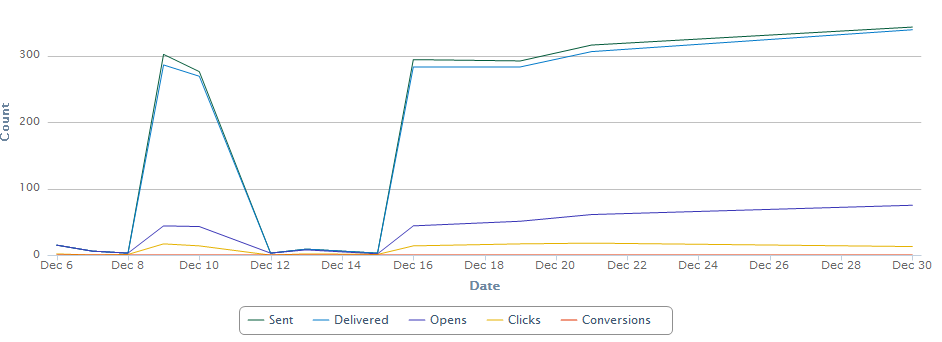 300
200
100
0
Count
Dec 6 Dec 8 Dec 10 Dec 12 Dec 14 Dec 16 Dec 18 Dec 20 Dec 22 Dec 24 Dec 26 Dec 28 Dec 30
Date
Sent Delivered Opens Clicks Conversions